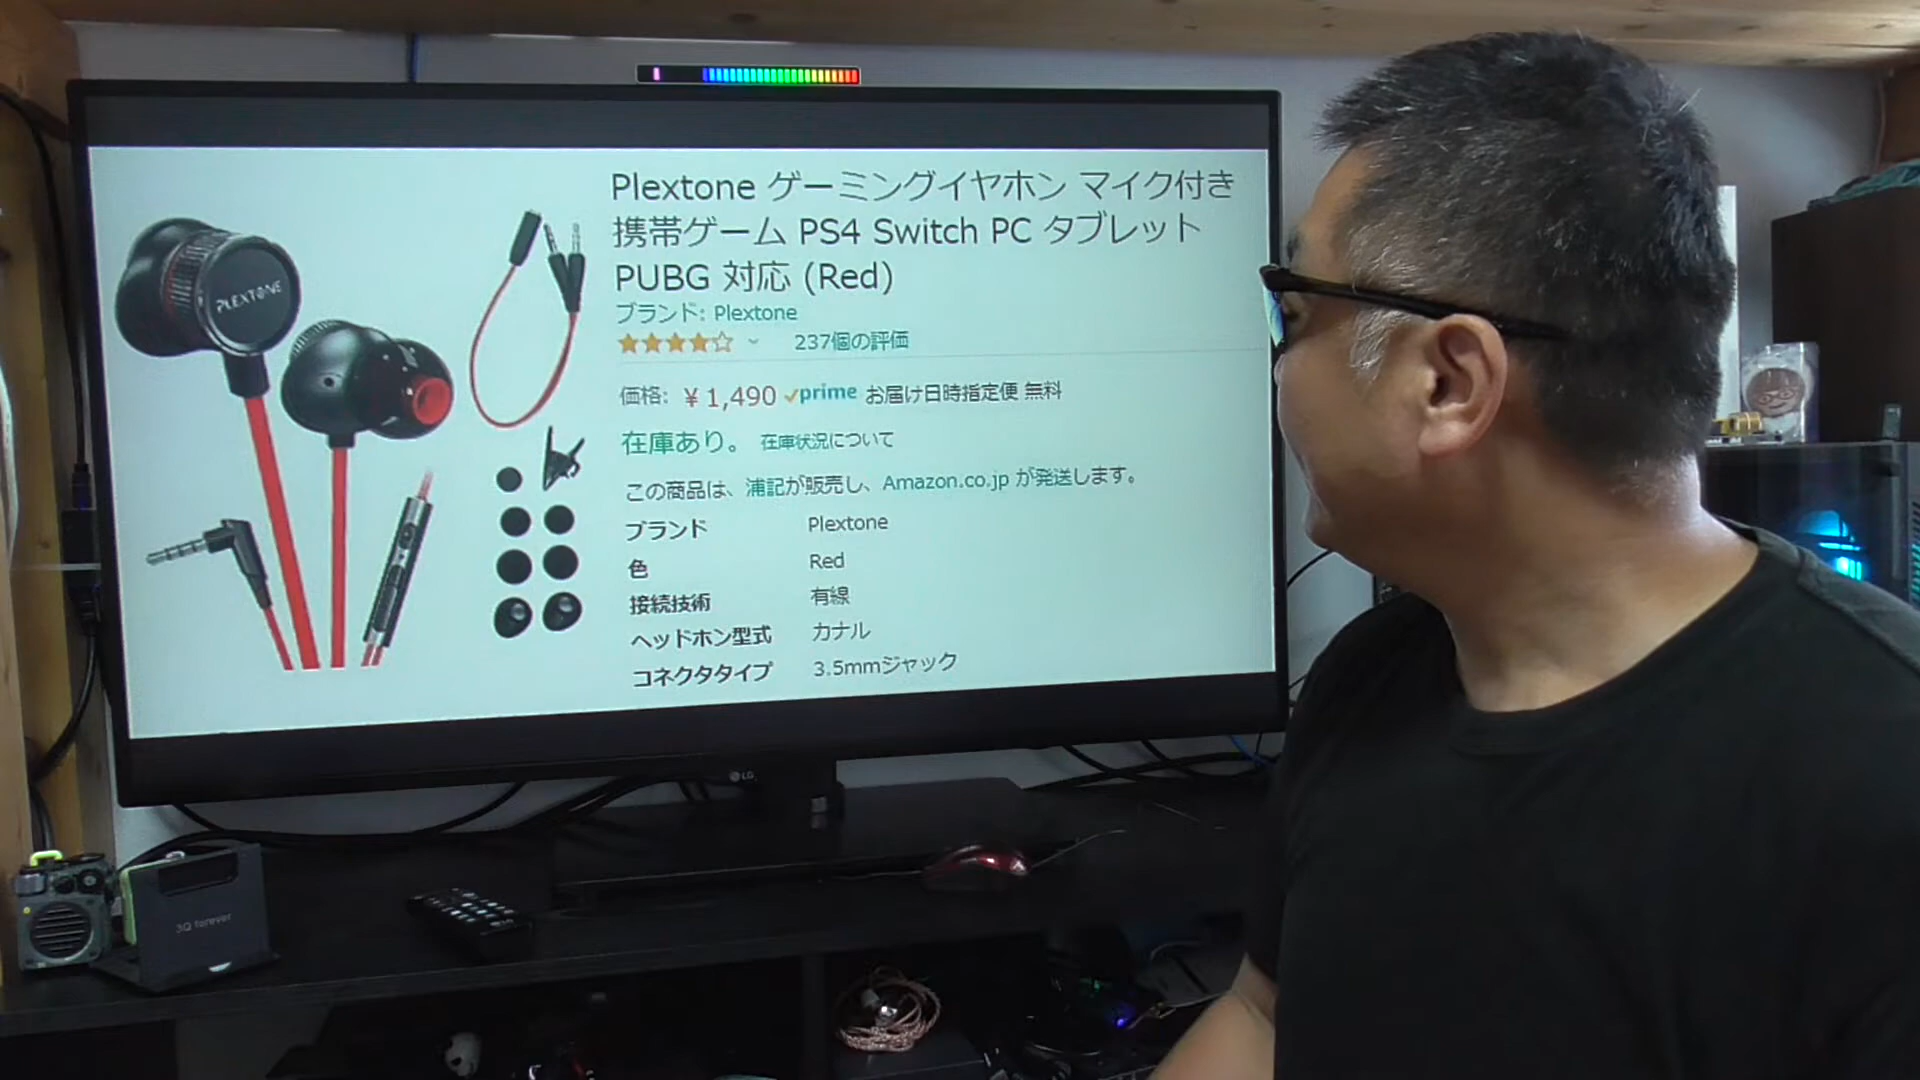 Plextone ゲーミングイヤホン マイク付き
携帯ゲーム PS4 Switch PC タブレット
PUBG 対応 (Red)
ブランド: Plextone
237個の評価
価格: ¥1,490 prime お届け日時指定便 無料
在庫あり。 在庫状況について
この商品は、浦記が販売し、Amazon.co.jp が発送します。
ブランド Plextone
色 Red
接続技術 有線
ヘッドホン型式 カナル
コネクタタイプ 3.5mmジャック
PLEXTONE
LG
3Q forever